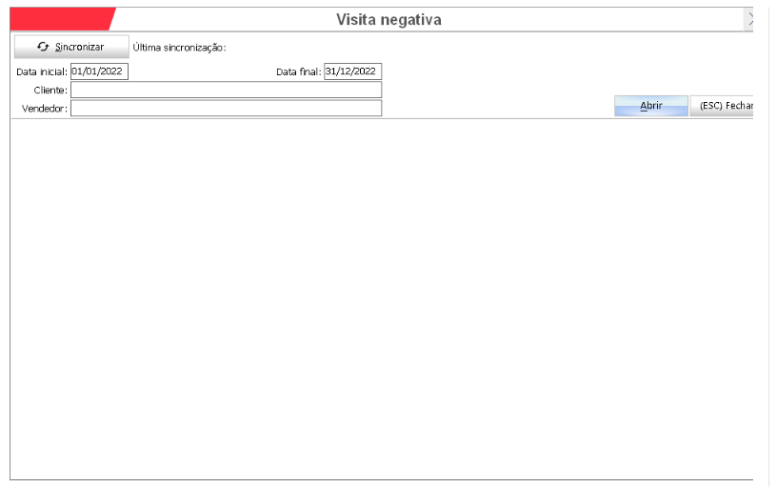 Visita negativa
Sincronizar Última sincronização:
Data inicial: 01/01/2022 Data final: 31/12/2022
Cliente:
Vendedor:
Abrir (ESC) Fechar